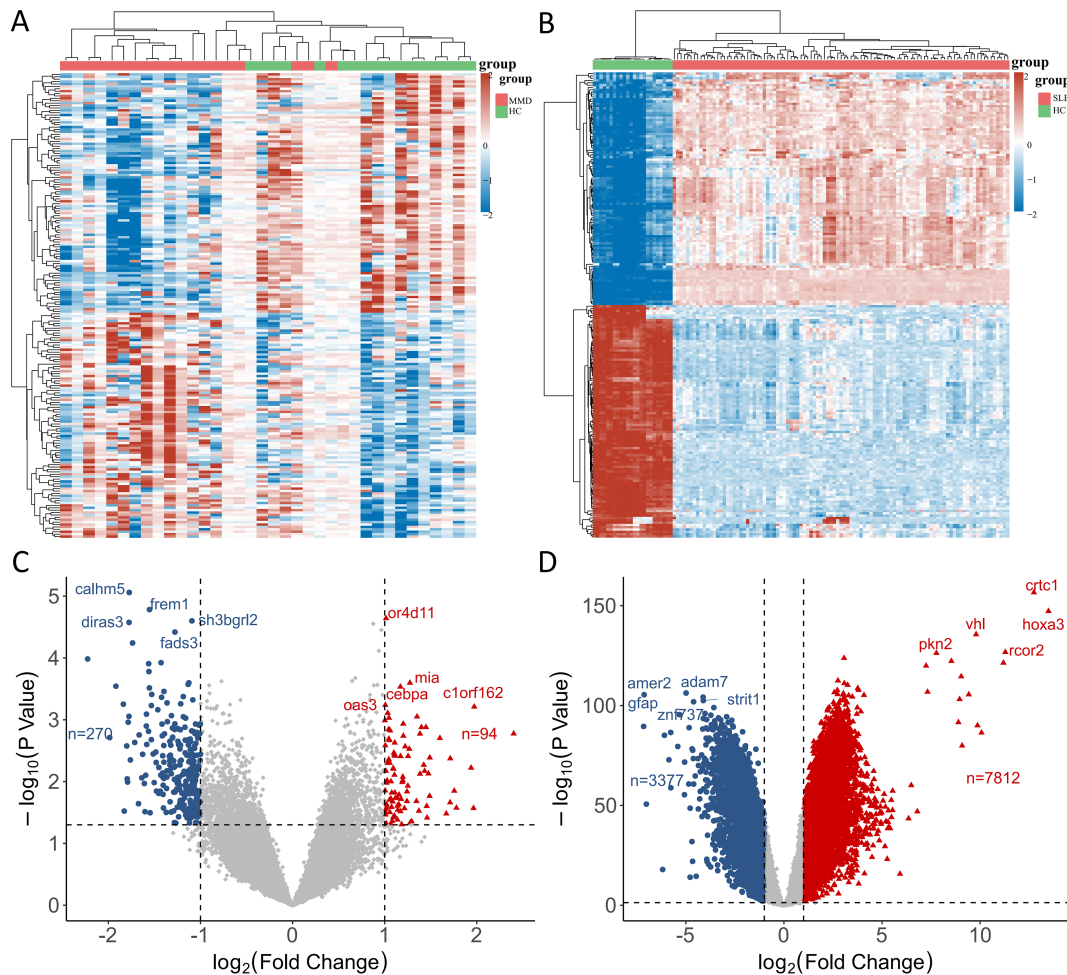 A
B
group
group
MMD
HC
2
1
0
−1
−2
group
group
SLE
HC
2
1
0
−1
−2
C
D
calhm5
frem1
diras3
sh3bgrl2
fads3
or4d11
mia
cebpa
c1orf162
oas3
n=270
n=94
− log10(P Value)
5
4
3
2
1
0
-2
-1
0
1
2
log2(Fold Change)
crtc1
hoxa3
vhl
pkn2
rcor2
amer2
adam7
gfap
strit1
znf737
n=3377
n=7812
− log10(P Value)
150
100
50
0
-5
0
5
10
log2(Fold Change)